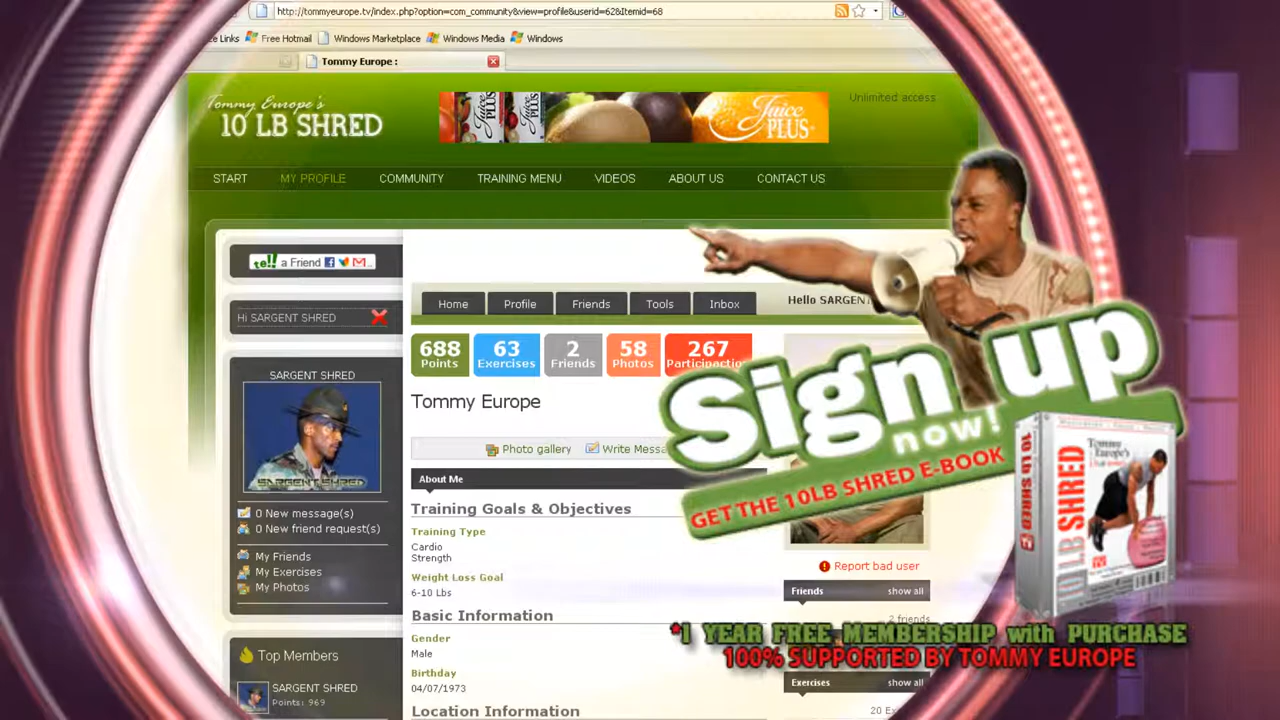 http://tommyeurope.tv/index.php?option=com_community&view=profile&userid=62&Itemid=68
Links Free Hotmail Windows Marketplace Windows Media Windows
Tommy Europe :
Tommy Europe's
10 LB SHRED
Juice PLUS+
Unlimited access
START MY PROFILE COMMUNITY TRAINING MENU VIDEOS ABOUT US CONTACT US
tell a Friend
Hi SARGENT SHRED
Home Profile Friends Tools Inbox
Hello SARGENT
688 Points
63 Exercises
2 Friends
58 Photos
267
SARGENT SHRED
SARGENT SHRED
Tommy Europe
Photo gallery Write
About Me
Training Goals & Objectives
Training Type
Cardio
Strength
Weight Loss Goal
6-10 Lbs
Basic Information
Gender
Male
Birthday
04/07/1973
Location Information
0 New message(s)
0 New friend request(s)
My Friends
My Exercises
My Photos
Top Members
SARGENT SHRED
Points: 969
Sign up
now!
GET THE 10LB SHRED E-BOOK
10 LB SHRED
Tommy Europe's
LB SHRED
Report bad user
Friends show all
2 friends
Exercises show all
*1 YEAR FREE MEMBERSHIP with PURCHASE
100% SUPPORTED BY TOMMY EUROPE